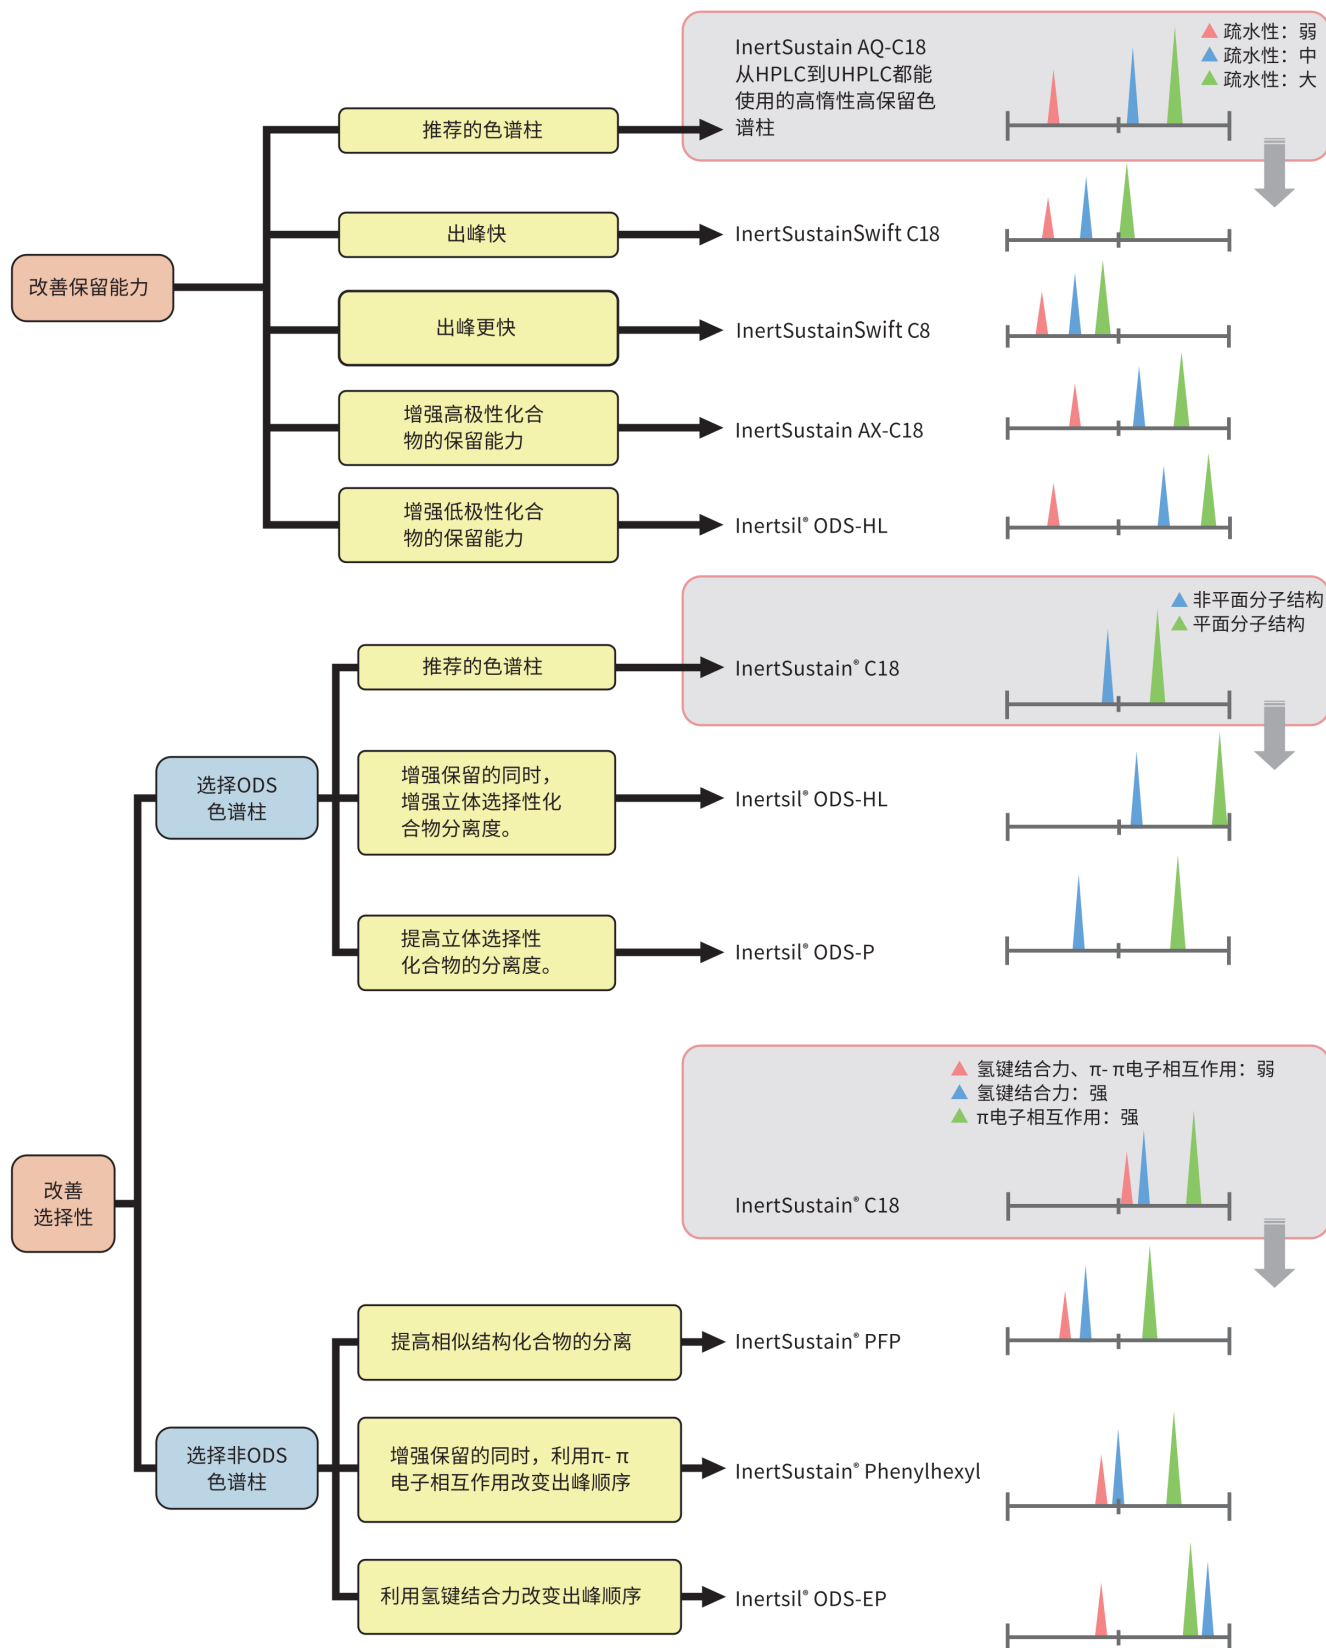 InertSustain AQ-C18
从HPLC到UHPLC都能
使用的高惰性高保留色
谱柱
疏水性：弱
疏水性：中
疏水性：大
推荐的色谱柱
出峰快
InertSustainSwift C18
改善保留能力
出峰更快
InertSustainSwift C8
增强高极性化合
物的保留能力
InertSustain AX-C18
增强低极性化合
物的保留能力
Inertsil® ODS-HL
非平面分子结构
平面分子结构
推荐的色谱柱
InertSustain® C18
选择ODS
色谱柱
增强保留的同时，
增强立体选择性化
合物分离度。
Inertsil® ODS-HL
提高立体选择性
化合物的分离度。
Inertsil® ODS-P
氢键结合力、π- π电子相互作用：弱
氢键结合力：强
π电子相互作用：强
InertSustain® C18
改善
选择性
提高相似结构化合物的分离
InertSustain® PFP
选择非ODS
色谱柱
增强保留的同时，利用π- π
电子相互作用改变出峰顺序
InertSustain® Phenylhexyl
利用氢键结合力改变出峰顺序
Inertsil® ODS-EP